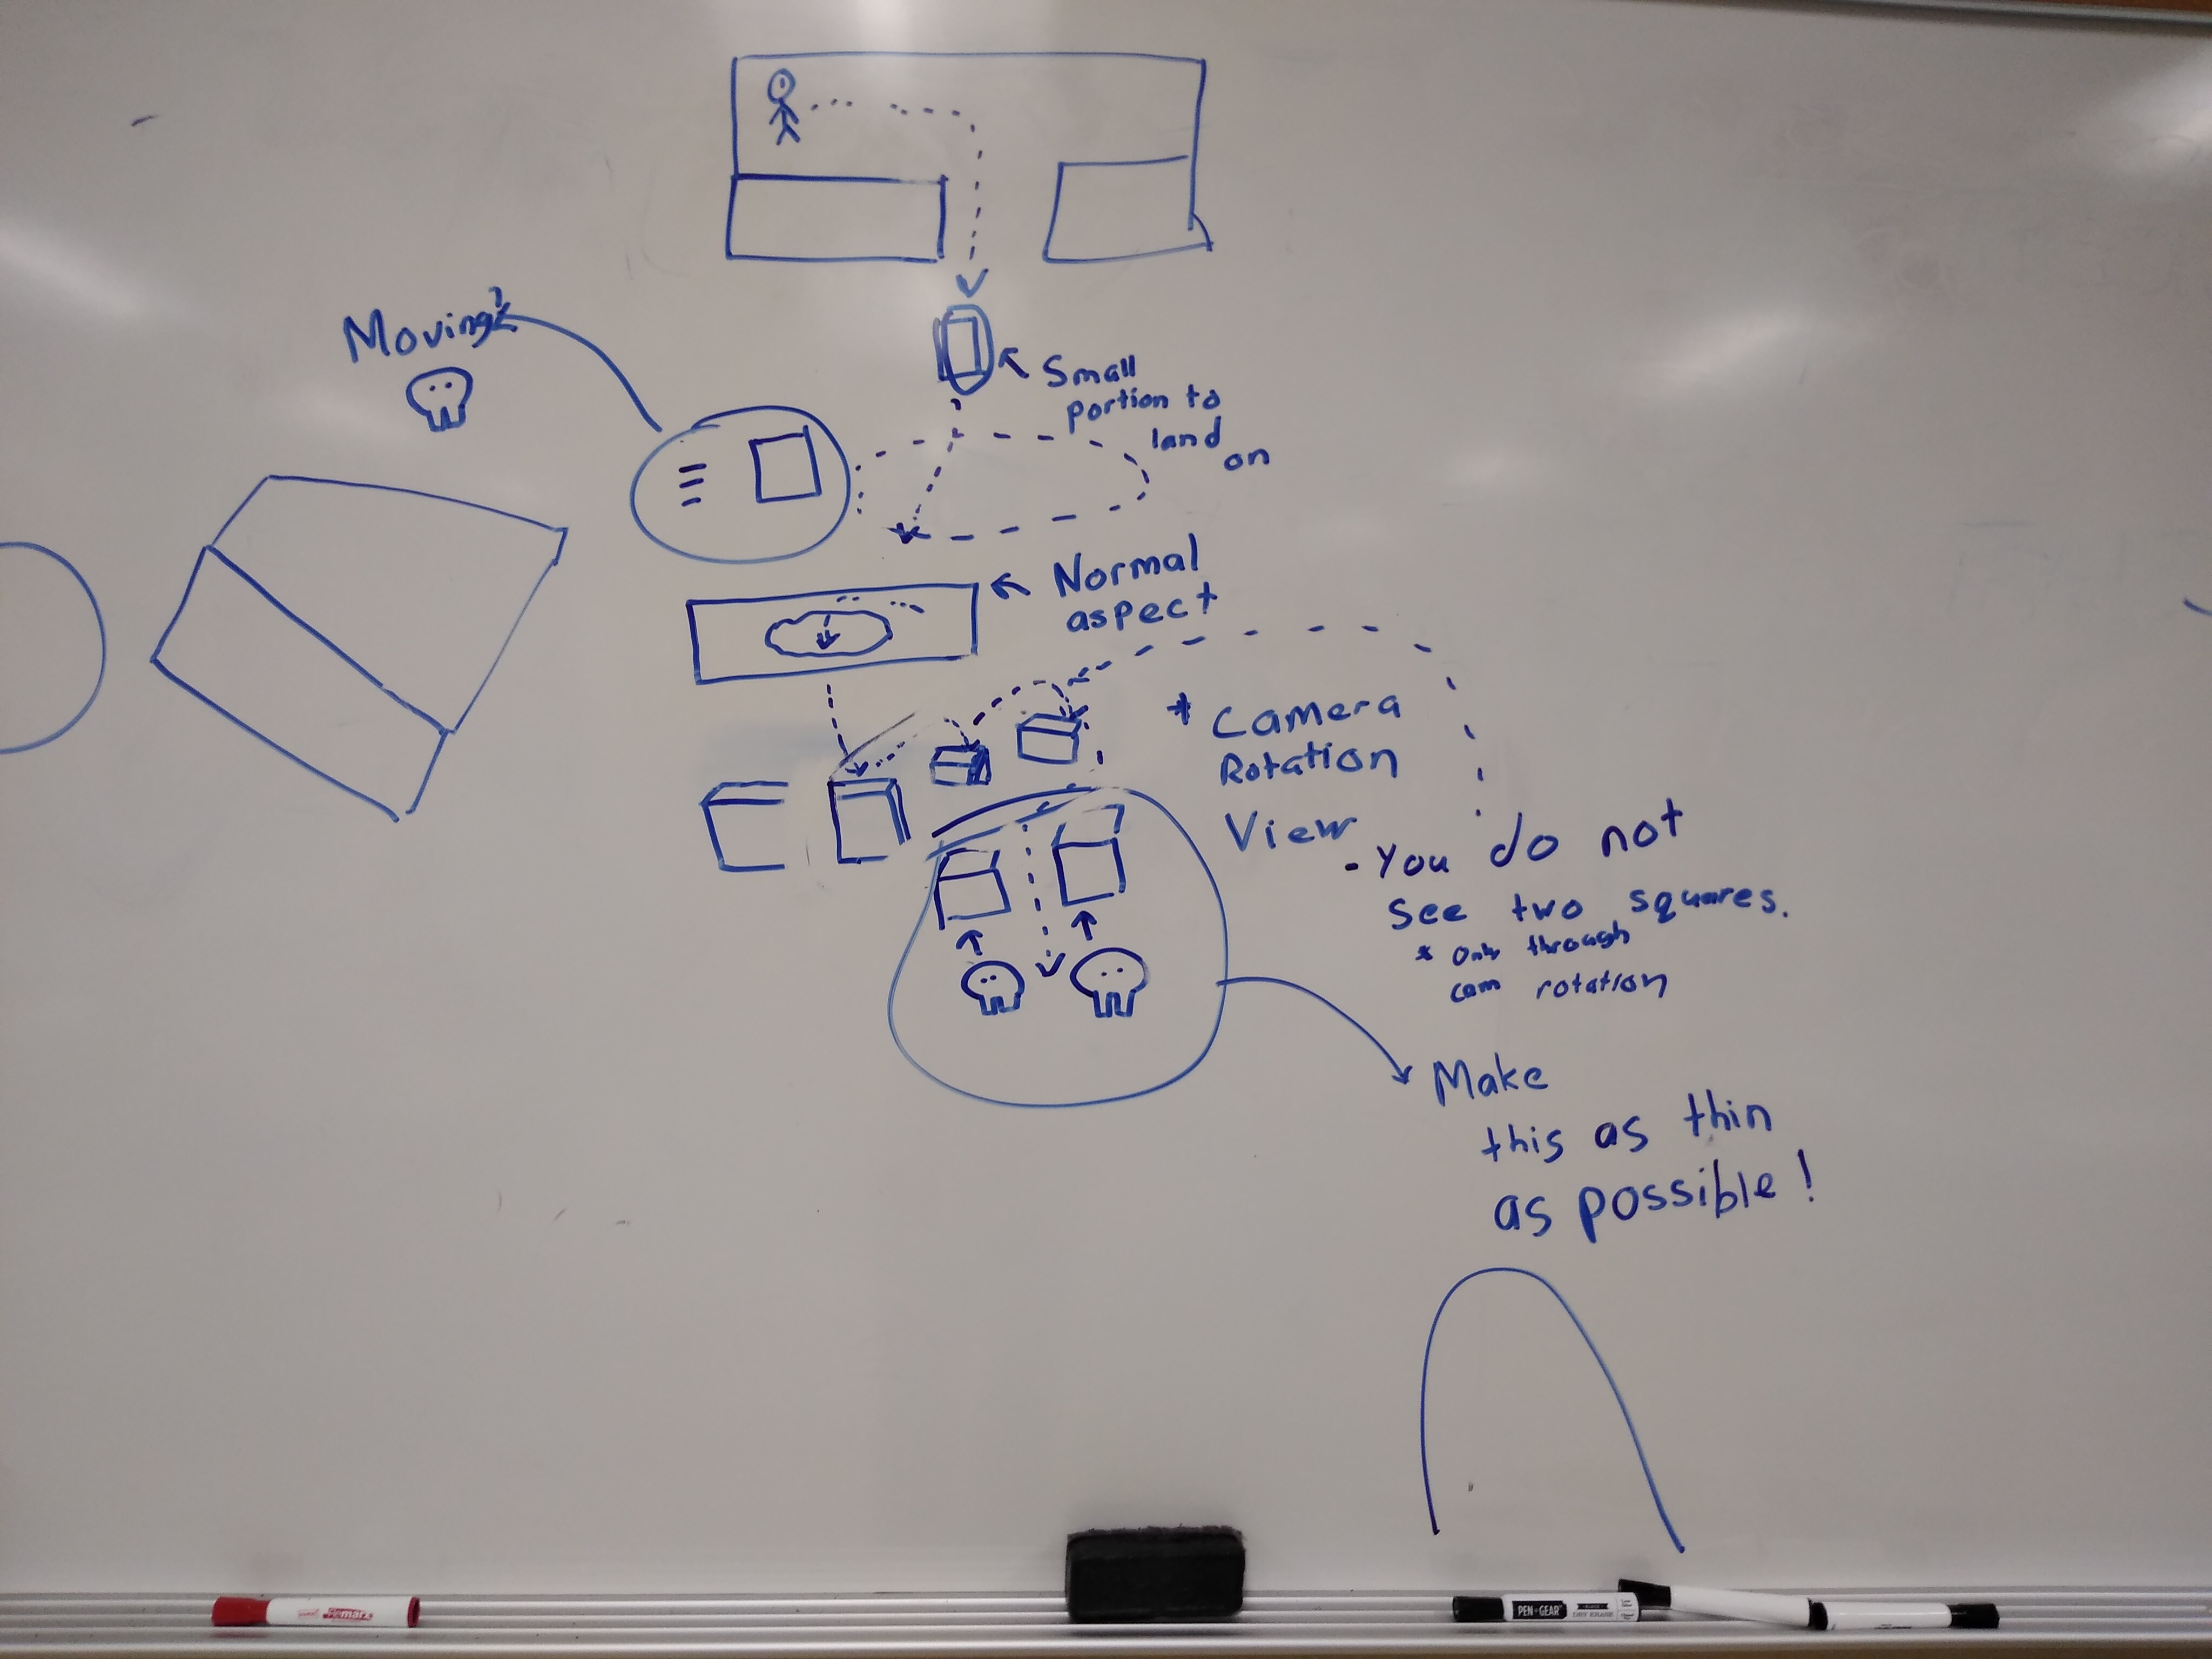 Moving?
Small
portion to
land
on
Normal
aspect
* Camera
Rotation
View
- You do not
see two squares.
* Only through
cam rotation
Make
this as thin
as possible!
PEN+GEAR
DRY ERASE